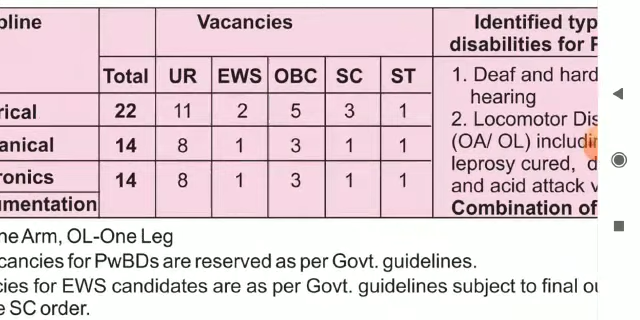 pline Vacancies Identified typ
disabilities for P
Total UR EWS OBC SC ST
1. Deaf and hard
hearing
rical 22 11 2 5 3 1
2. Locomotor Dis
anical 14 8 1 3 1 1
(OA/ OL) includin
leprosy cured, d
ronics 14 8 1 3 1 1
and acid attack v
umentation
Combination of
ne Arm, OL-One Leg
cancies for PwBDs are reserved as per Govt. guidelines.
cies for EWS candidates are as per Govt. guidelines subject to final ou
e SC order.